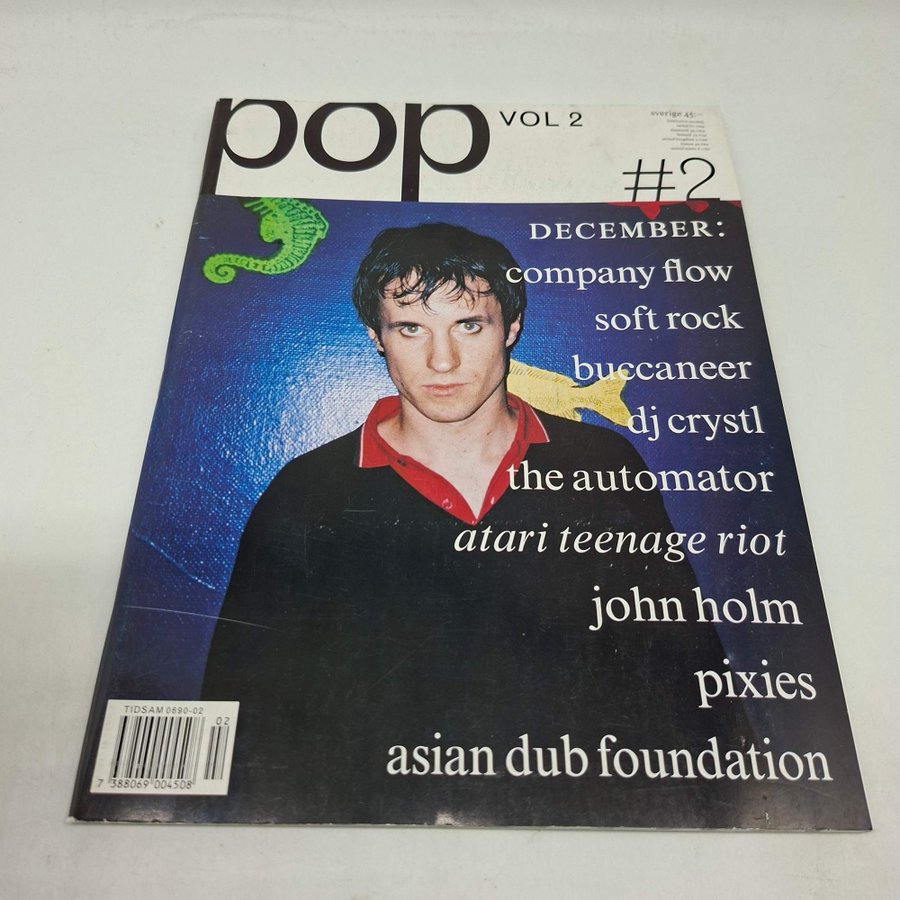 pop VOL 2
sverige 45:-
#2
DECEMBER:
company flow
soft rock
buccaneer
dj crystl
the automator
atari teenage riot
john holm
pixies
asian dub foundation
TIDSAM 0690-02
02
7 388069 004508